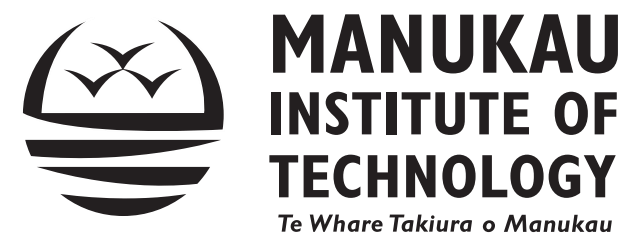 MANUKAU
INSTITUTE OF
TECHNOLOGY
Te Whare Takiura o Manukau